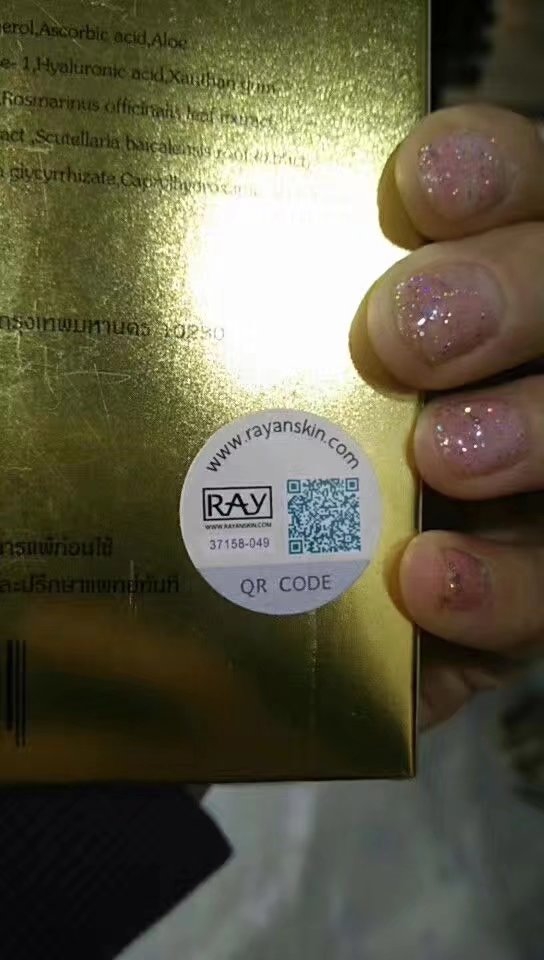 erol,Ascorbic acid,Aloe
e-1,Hyaluronic acid,Xanthan gum
,Rosmarinus officinalis leaf extract
act ,Scutellaria baicalensis root extract,
glycyrrhizate,Caprylhydroxamic
กรุงเทพมหานคร 10230
www.rayanskin.com
RAY
WWW.RAYANSKIN.COM
37158-049
QR CODE
การแพ้ก่อนใช้
และปรึกษาแพทย์ทันที